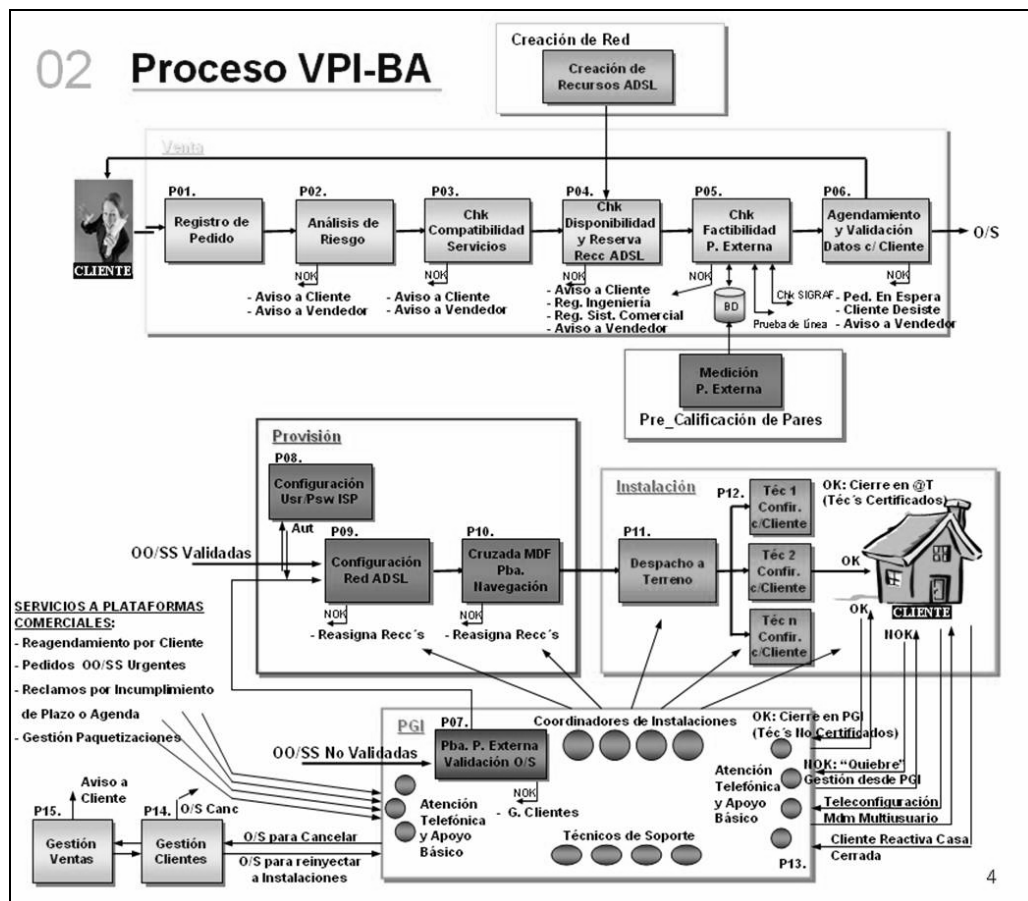 02 Proceso VPI-BA
Creación de Red
Creación de
Recursos ADSL
Venta
CLIENTE
P01.
Registro de
Pedido
P02.
Análisis de
Riesgo
NOK
- Aviso a Cliente
- Aviso a Vendedor
P03.
Chk
Compatibilidad
Servicios
NOK
- Aviso a Cliente
- Aviso a Vendedor
P04.
Chk
Disponibilidad
y Reserva
Recc ADSL
NOK
- Aviso a Cliente
- Reg. Ingeniería
- Reg. Sist. Comercial
- Aviso a Vendedor
P05.
Chk
Factibilidad
P. Externa
NOK
BD
Chk SIGRAF
Prueba de Línea
P06.
Agendamiento
y Validación
Datos c/ Cliente
O/S
NOK
- Ped. En Espera
- Cliente Desiste
- Aviso a Vendedor
Medición
P. Externa
Pre_Calificación de Pares
Provisión
P08.
Configuración
Usr/Psw ISP
Aut
OO/SS Validadas
P09.
Configuración
Red ADSL
NOK
- Reasigna Recc´s
P10.
Cruzada MDF
Pba.
Navegación
NOK
- Reasigna Recc´s
Instalación
P11.
Despacho a
Terreno
P12.
Téc 1
Confir.
c/Cliente
Téc 2
Confir.
c/Cliente
Téc n
Confir.
c/Cliente
OK: Cierre en @T
(Téc´s Certificados)
OK
CLIENTE
OK
NOK
SERVICIOS A PLATAFORMAS
COMERCIALES:
- Reagendamiento por Cliente
- Pedidos OO/SS Urgentes
- Reclamos por Incumplimiento
de Plazo o Agenda
- Gestión Paquetizaciones
PGI
P07.
Pba. P. Externa
Validación O/S
OO/SS No Validadas
NOK
- G. Clientes
Coordinadores de Instalaciones
OK: Cierre en PGI
(Téc´s No Certificados)
NOK: “Quiebre”
Gestión desde PGI
Atención
Telefónica
y Apoyo
Básico
Atención
Telefónica
y Apoyo
Básico
Técnicos de Soporte
Teleconfiguración
Mdm Multiusuario
Cliente Reactiva Casa
Cerrada
P13.
Aviso a
Cliente
O/S Canc
P15.
Gestión
Ventas
P14.
Gestión
Clientes
O/S para Cancelar
O/S para reinyectar
a Instalaciones
4